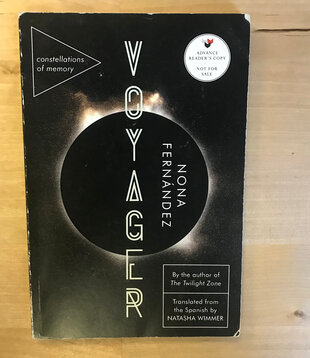 constellations
of memory
ADVANCE
READER'S COPY
NOT FOR
SALE
VOYAGER
NONA
FERNÁNDEZ
By the author of
The Twilight Zone
Translated from
the Spanish by
NATASHA WIMMER